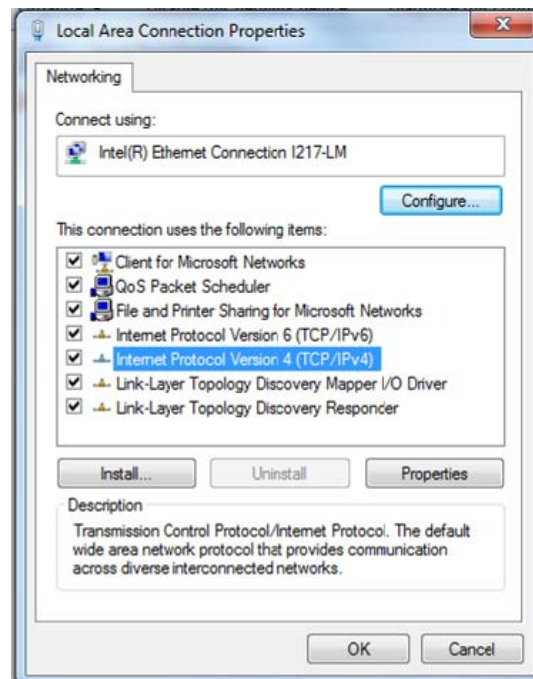 Local Area Connection Properties
Networking
Connect using:
Intel(R) Ethernet Connection I217-LM
Configure...
This connection uses the following items:
Client for Microsoft Networks
QoS Packet Scheduler
File and Printer Sharing for Microsoft Networks
Internet Protocol Version 6 (TCP/IPv6)
Internet Protocol Version 4 (TCP/IPv4)
Link-Layer Topology Discovery Mapper I/O Driver
Link-Layer Topology Discovery Responder
Install...
Uninstall
Properties
Description
Transmission Control Protocol/Internet Protocol. The default
wide area network protocol that provides communication
across diverse interconnected networks.
OK
Cancel